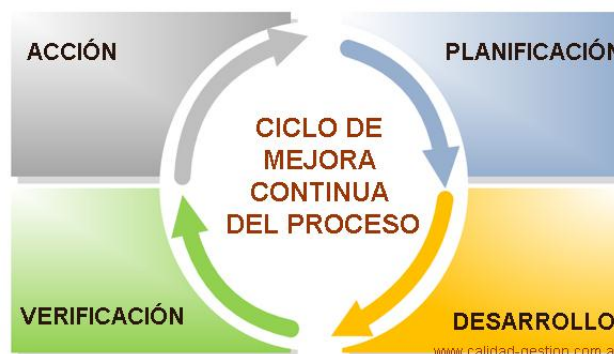 ACCIÓN
PLANIFICACIÓN
CICLO DE
MEJORA
CONTINUA
DEL PROCESO
VERIFICACIÓN
DESARROLLO
www.calidad-gestion.com.a